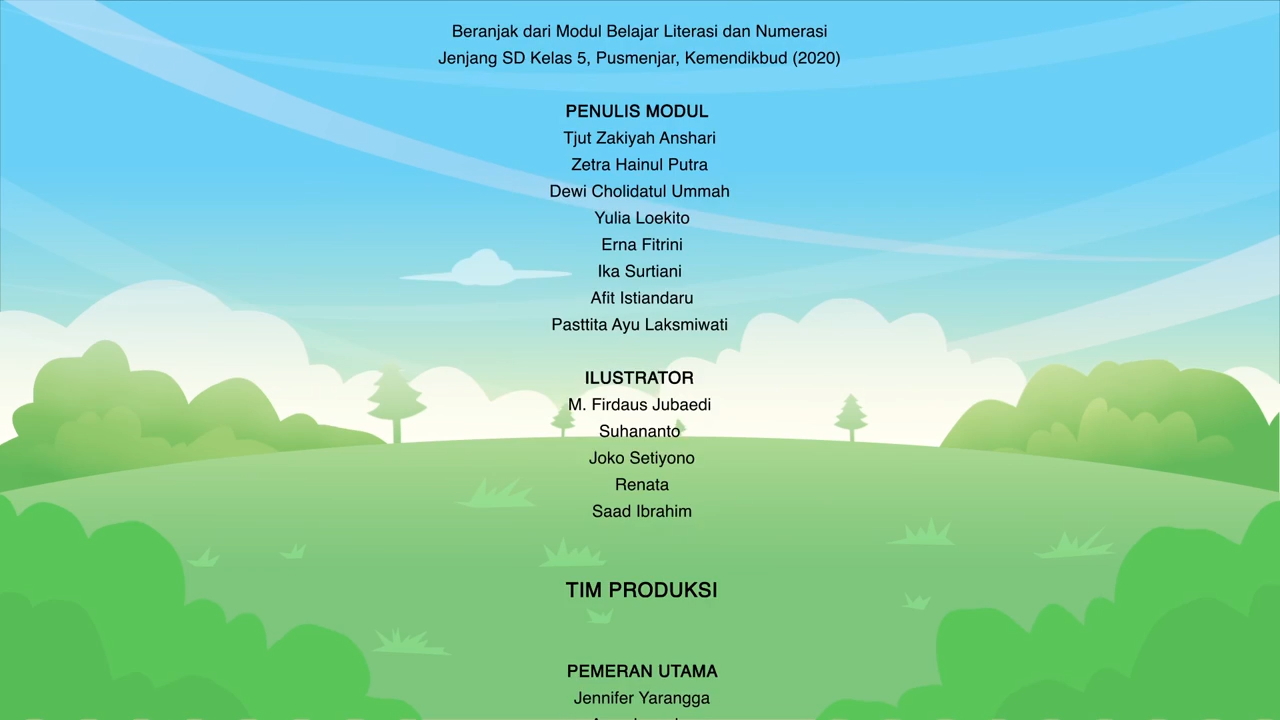 Beranjak dari Modul Belajar Literasi dan Numerasi
Jenjang SD Kelas 5, Pusmenjar, Kemendikbud (2020)
PENULIS MODUL
Tjut Zakiyah Anshari
Zetra Hainul Putra
Dewi Cholidatul Ummah
Yulia Loekito
Erna Fitrini
Ika Surtiani
Afit Istiandaru
Pasttita Ayu Laksmiwati
ILUSTRATOR
M. Firdaus Jubaedi
Suhananto
Joko Setiyono
Renata
Saad Ibrahim
TIM PRODUKSI
PEMERAN UTAMA
Jennifer Yarangga